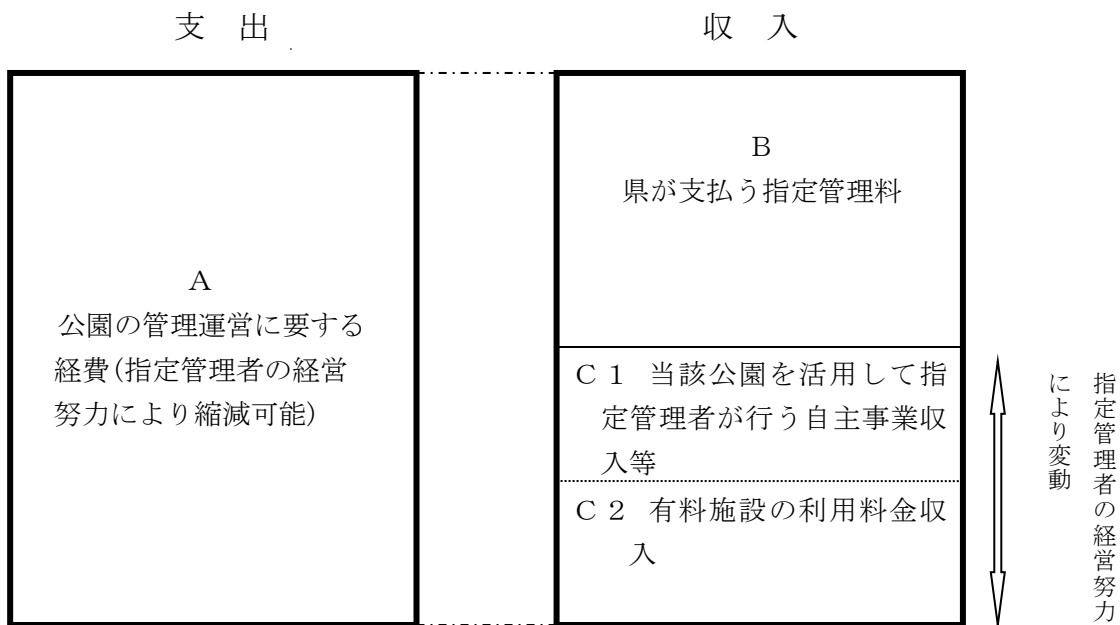 支 出
収 入
A
公園の管理運営に要する
経費(指定管理者の経営
努力により縮減可能)
B
県が支払う指定管理料
C1 当該公園を活用して指
定管理者が行う自主事業収
入等
C2 有料施設の利用料金収
入
指定管理者の経営努力
により変動